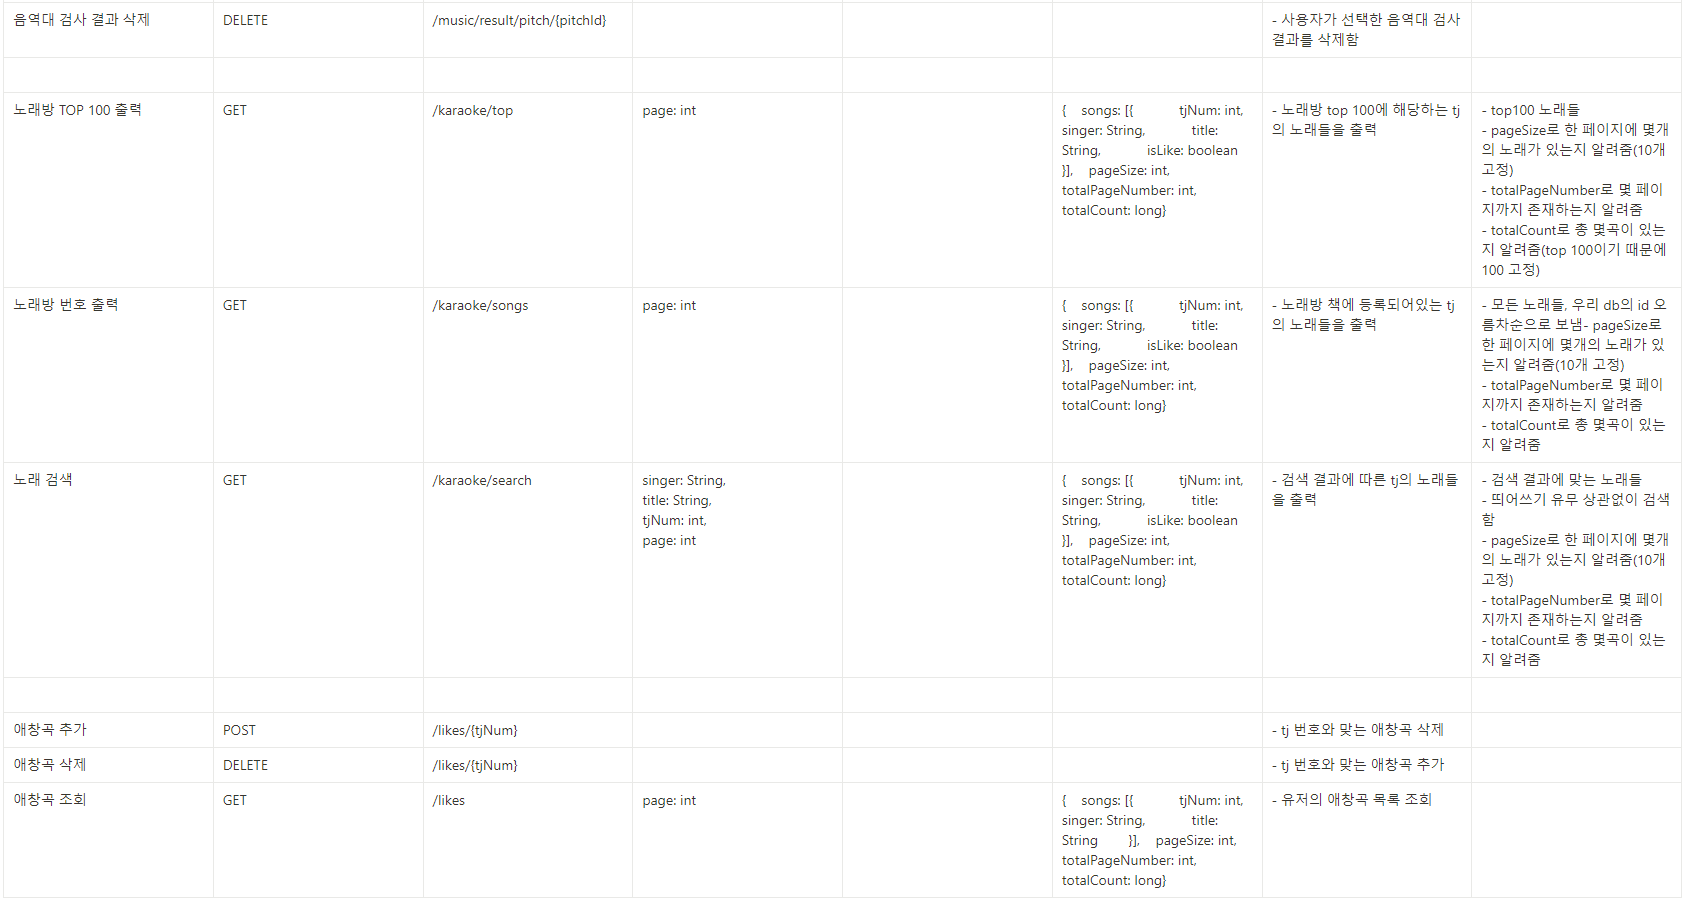 음역대 검사 결과 삭제
DELETE
/music/result/pitch/{pitchId}
- 사용자가 선택한 음역대 검사
결과를 삭제함
노래방 TOP 100 출력
GET
/karaoke/top
page: int
{ songs: [{ tjNum: int,
singer: String, title:
String, isLike: boolean
}], pageSize: int,
totalPageNumber: int,
totalCount: long}
- 노래방 top 100에 해당하는 tj
의 노래들을 출력
- top100 노래들
- pageSize로 한 페이지에 몇개
의 노래가 있는지 알려줌(10개
고정)
- totalPageNumber로 몇 페이
지까지 존재하는지 알려줌
- totalCount로 총 몇곡이 있는
지 알려줌(top 100이기 때문에
100 고정)
노래방 번호 출력
GET
/karaoke/songs
page: int
{ songs: [{ tjNum: int,
singer: String, title:
String, isLike: boolean
}], pageSize: int,
totalPageNumber: int,
totalCount: long}
- 노래방 책에 등록되어있는 tj
의 노래들을 출력
- 모든 노래들, 우리 db의 id 오
름차순으로 보냄- pageSize로
한 페이지에 몇개의 노래가 있
는지 알려줌(10개 고정)
- totalPageNumber로 몇 페이
지까지 존재하는지 알려줌
- totalCount로 총 몇곡이 있는
지 알려줌
노래 검색
GET
/karaoke/search
singer: String,
title: String,
tjNum: int,
page: int
{ songs: [{ tjNum: int,
singer: String, title:
String, isLike: boolean
}], pageSize: int,
totalPageNumber: int,
totalCount: long}
- 검색 결과에 따른 tj의 노래들
을 출력
- 검색 결과에 맞는 노래들
- 띄어쓰기 유무 상관없이 검색
함
- pageSize로 한 페이지에 몇개
의 노래가 있는지 알려줌(10개
고정)
- totalPageNumber로 몇 페이
지까지 존재하는지 알려줌
- totalCount로 총 몇곡이 있는
지 알려줌
애창곡 추가
POST
/likes/{tjNum}
- tj 번호와 맞는 애창곡 삭제
애창곡 삭제
DELETE
/likes/{tjNum}
- tj 번호와 맞는 애창곡 추가
애창곡 조회
GET
/likes
page: int
{ songs: [{ tjNum: int,
singer: String, title:
String }], pageSize: int,
totalPageNumber: int,
totalCount: long}
- 유저의 애창곡 목록 조회